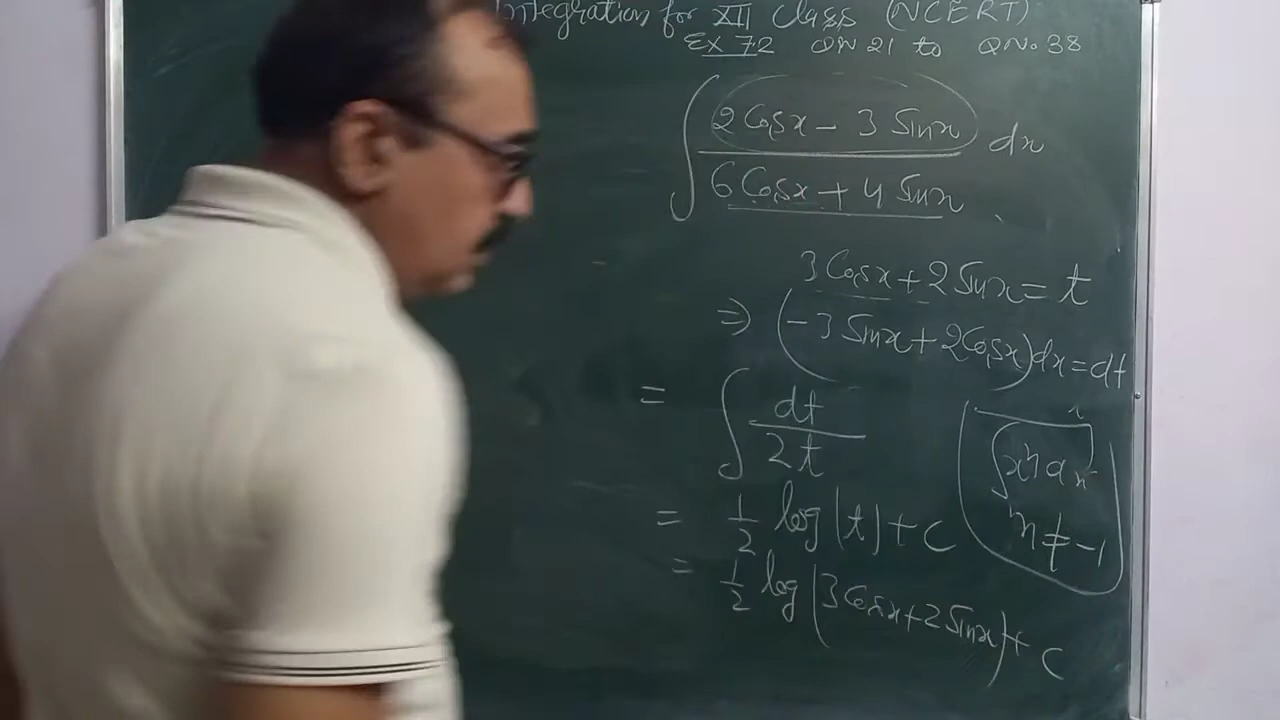 Integration for XII Class (NCERT)
EX 7.2 QN 21 to QNo 38
∫ (2 Cosx - 3 Sinx) / (6 Cosx + 4 Sinx) dx
3 Cosx + 2 Sinx = t
⇒ (-3 Sinx + 2 Cosx) dx = dt
= ∫ dt / 2t
∫ xⁿ
n ≠ -1
= 1/2 log |t| + C
= 1/2 log |3 Cosx + 2 Sinx| + C